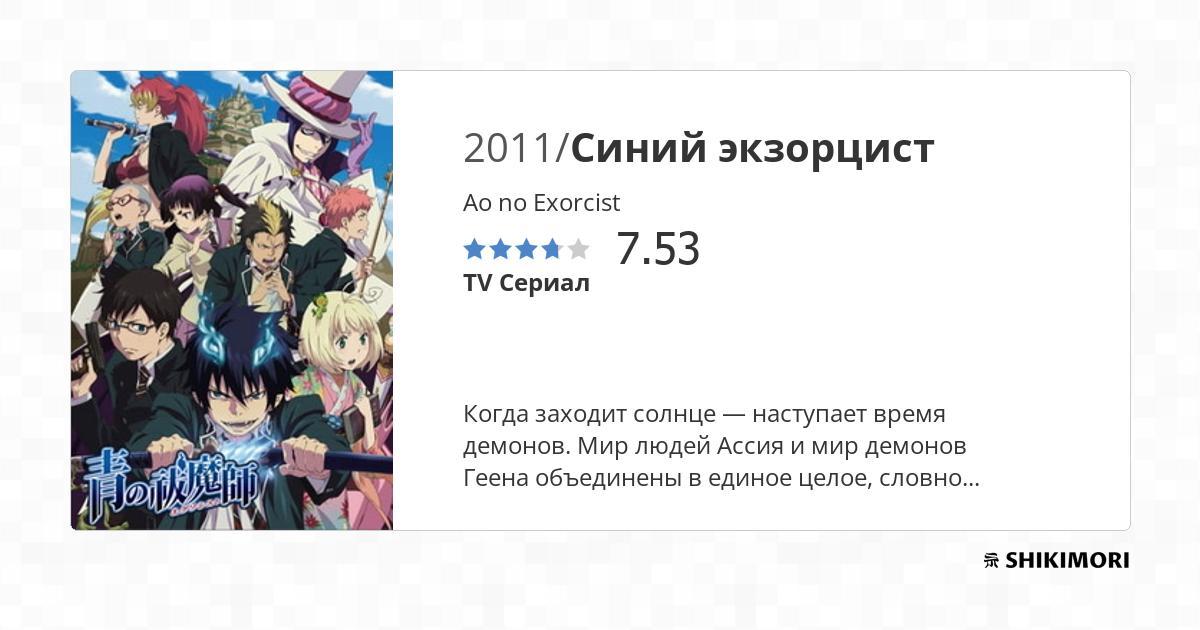 2011/Синий экзорцист
Ao no Exorcist
7.53
TV Сериал
Когда заходит солнце — наступает время
демонов. Мир людей Ассия и мир демонов
Геена объединены в единое целое, словно...
青の祓魔師
SHIKIMORI